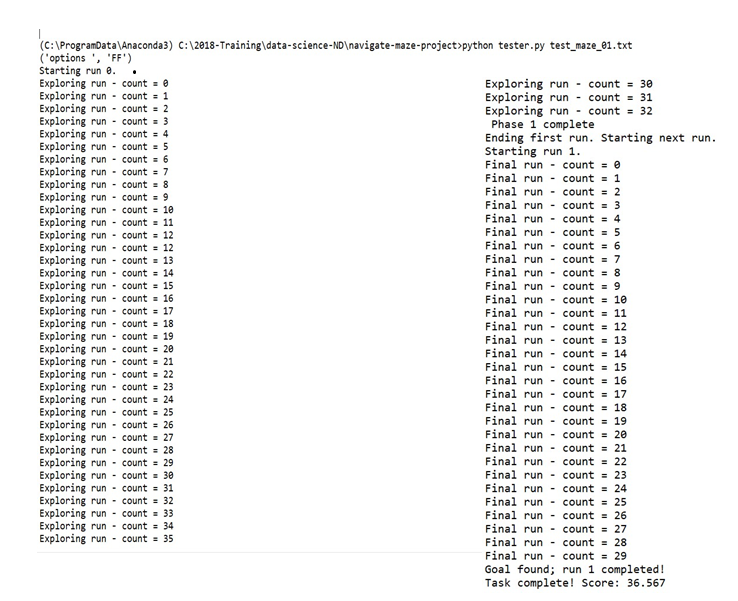 (C:\ProgramData\Anaconda3) C:\2018-Training\data-science-ND\navigate-maze-project>python tester.py test_maze_01.txt
('options ', 'FF')
Starting run 0.
Exploring run - count = 0
Exploring run - count = 1
Exploring run - count = 2
Exploring run - count = 3
Exploring run - count = 4
Exploring run - count = 5
Exploring run - count = 6
Exploring run - count = 7
Exploring run - count = 8
Exploring run - count = 9
Exploring run - count = 10
Exploring run - count = 11
Exploring run - count = 12
Exploring run - count = 12
Exploring run - count = 13
Exploring run - count = 14
Exploring run - count = 15
Exploring run - count = 16
Exploring run - count = 17
Exploring run - count = 18
Exploring run - count = 19
Exploring run - count = 20
Exploring run - count = 21
Exploring run - count = 22
Exploring run - count = 23
Exploring run - count = 24
Exploring run - count = 25
Exploring run - count = 26
Exploring run - count = 27
Exploring run - count = 28
Exploring run - count = 29
Exploring run - count = 30
Exploring run - count = 31
Exploring run - count = 32
Exploring run - count = 33
Exploring run - count = 34
Exploring run - count = 35
Exploring run - count = 30
Exploring run - count = 31
Exploring run - count = 32
Phase 1 complete
Ending first run. Starting next run.
Starting run 1.
Final run - count = 0
Final run - count = 1
Final run - count = 2
Final run - count = 3
Final run - count = 4
Final run - count = 5
Final run - count = 6
Final run - count = 7
Final run - count = 8
Final run - count = 9
Final run - count = 10
Final run - count = 11
Final run - count = 12
Final run - count = 13
Final run - count = 14
Final run - count = 15
Final run - count = 16
Final run - count = 17
Final run - count = 18
Final run - count = 19
Final run - count = 20
Final run - count = 21
Final run - count = 22
Final run - count = 23
Final run - count = 24
Final run - count = 25
Final run - count = 26
Final run - count = 27
Final run - count = 28
Final run - count = 29
Goal found; run 1 completed!
Task complete! Score: 36.567